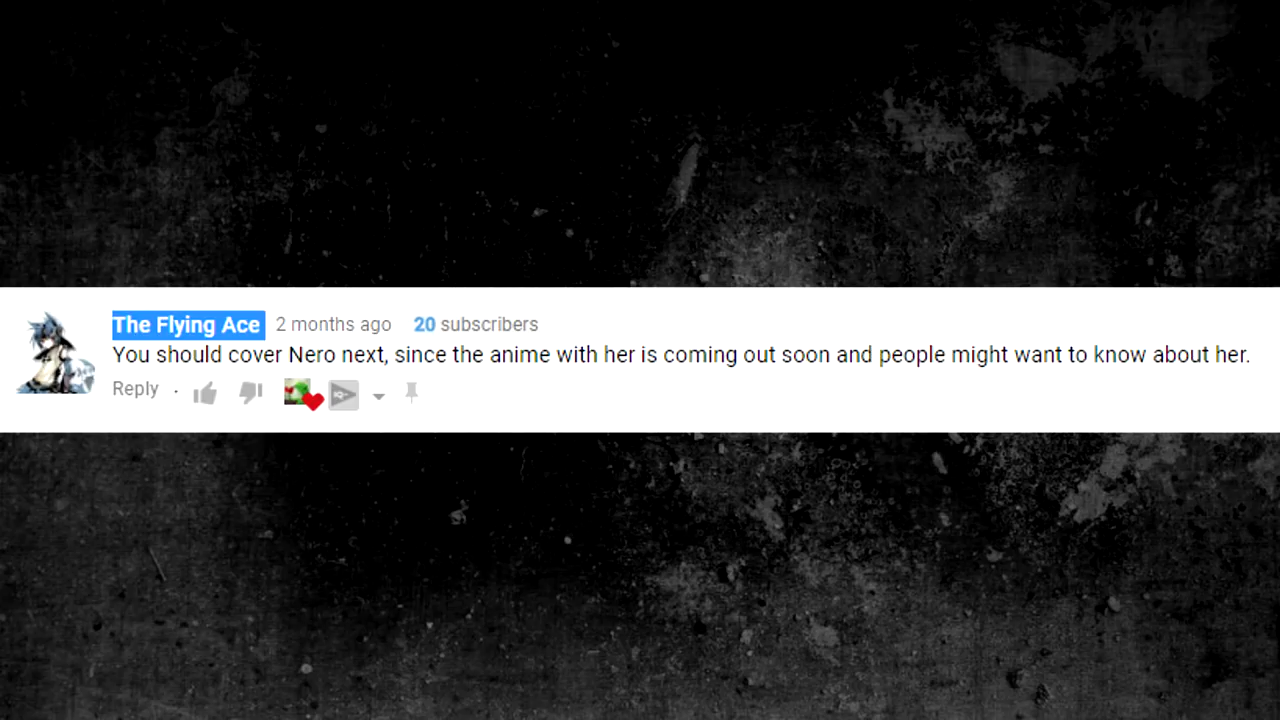 The Flying Ace 2 months ago 20 subscribers
You should cover Nero next, since the anime with her is coming out soon and people might want to know about her.
Reply ·